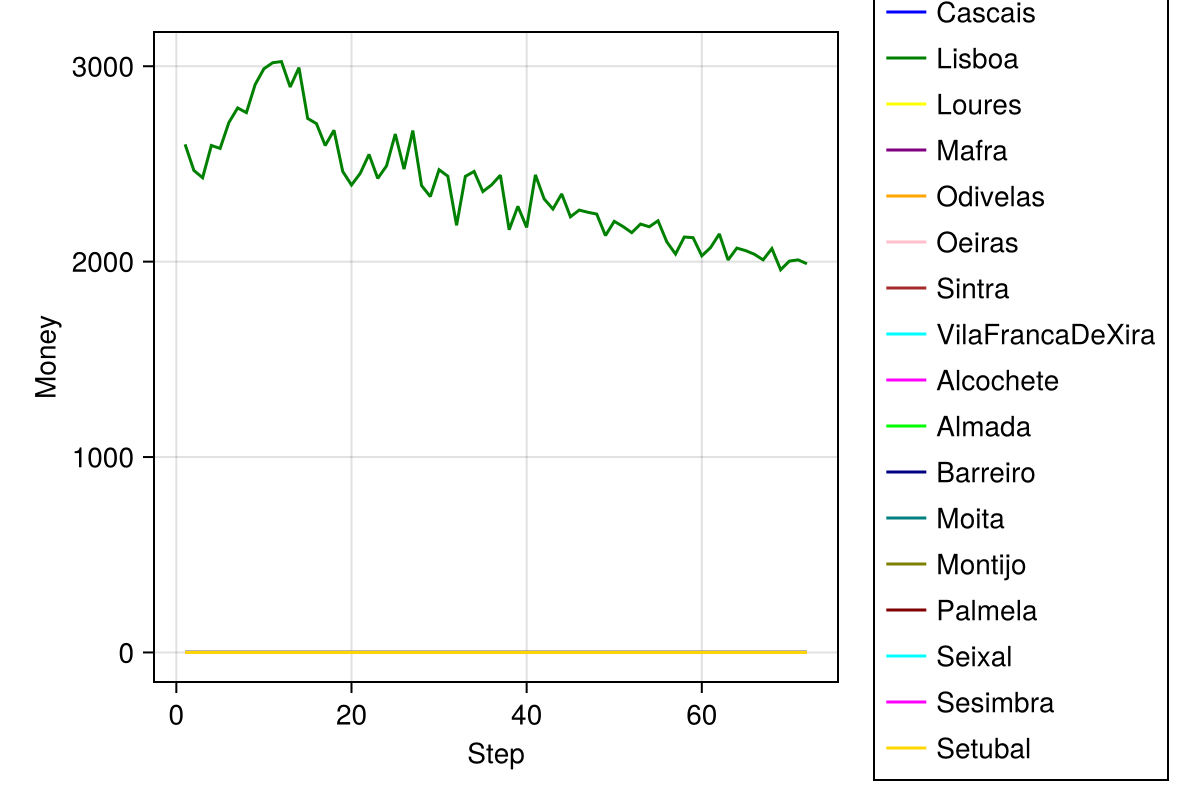 3000
2000
1000
0
Money
0 20 40 60
Step
Cascais
Lisboa
Loures
Mafra
Odivelas
Oeiras
Sintra
VilaFrancaDeXira
Alcochete
Almada
Barreiro
Moita
Montijo
Palmela
Seixal
Sesimbra
Setubal